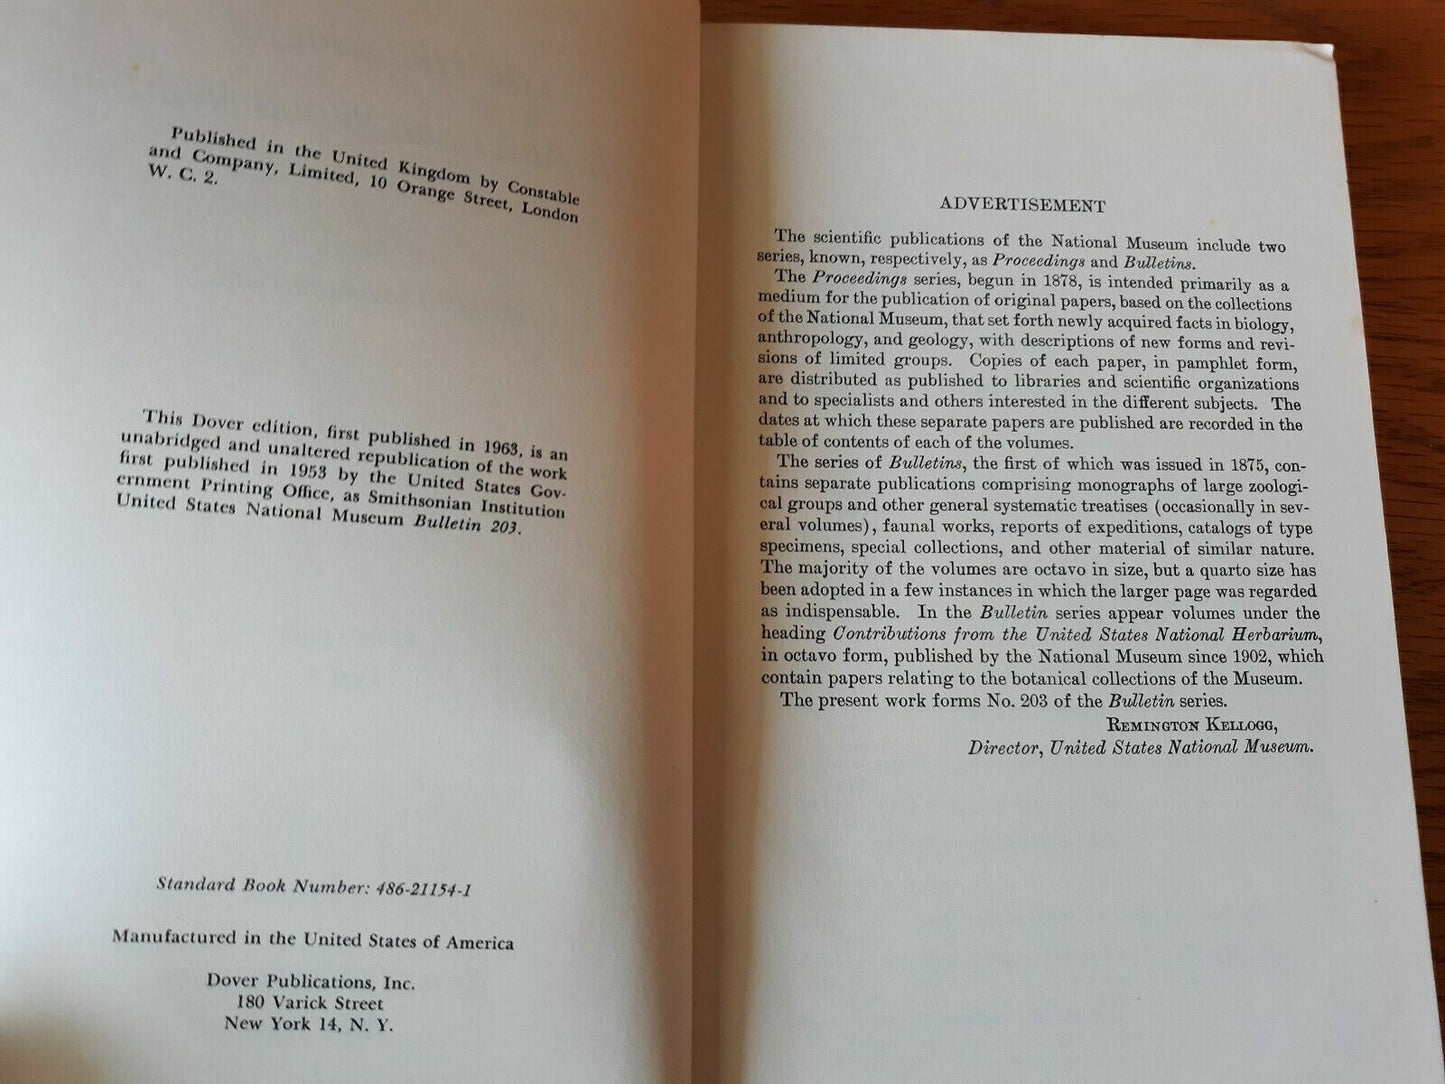 Published in the United Kingdom by Constable
and Company, Limited, 10 Orange Street, London
W. C. 2.
This Dover edition, first published in 1963, is an
unabridged and unaltered republication of the work
first published in 1953 by the United States Gov-
ernment Printing Office, as Smithsonian Institution
United States National Museum Bulletin 203.
Standard Book Number: 486-21154-1
Manufactured in the United States of America
Dover Publications, Inc.
180 Varick Street
New York 14, N. Y.
ADVERTISEMENT
The scientific publications of the National Museum include two
series, known, respectively, as Proceedings and Bulletins.
The Proceedings series, begun in 1878, is intended primarily as a
medium for the publication of original papers, based on the collections
of the National Museum, that set forth newly acquired facts in biology,
anthropology, and geology, with descriptions of new forms and revi-
sions of limited groups. Copies of each paper, in pamphlet form,
are distributed as published to libraries and scientific organizations
and to specialists and others interested in the different subjects. The
dates at which these separate papers are published are recorded in the
table of contents of each of the volumes.
The series of Bulletins, the first of which was issued in 1875, con-
tains separate publications comprising monographs of large zoologi-
cal groups and other general systematic treatises (occasionally in sev-
eral volumes), faunal works, reports of expeditions, catalogs of type
specimens, special collections, and other material of similar nature.
The majority of the volumes are octavo in size, but a quarto size has
been adopted in a few instances in which the larger page was regarded
as indispensable. In the Bulletin series appear volumes under the
heading Contributions from the United States National Herbarium,
in octavo form, published by the National Museum since 1902, which
contain papers relating to the botanical collections of the Museum.
The present work forms No. 203 of the Bulletin series.
REMINGTON KELLOGG,
Director, United States National Museum.